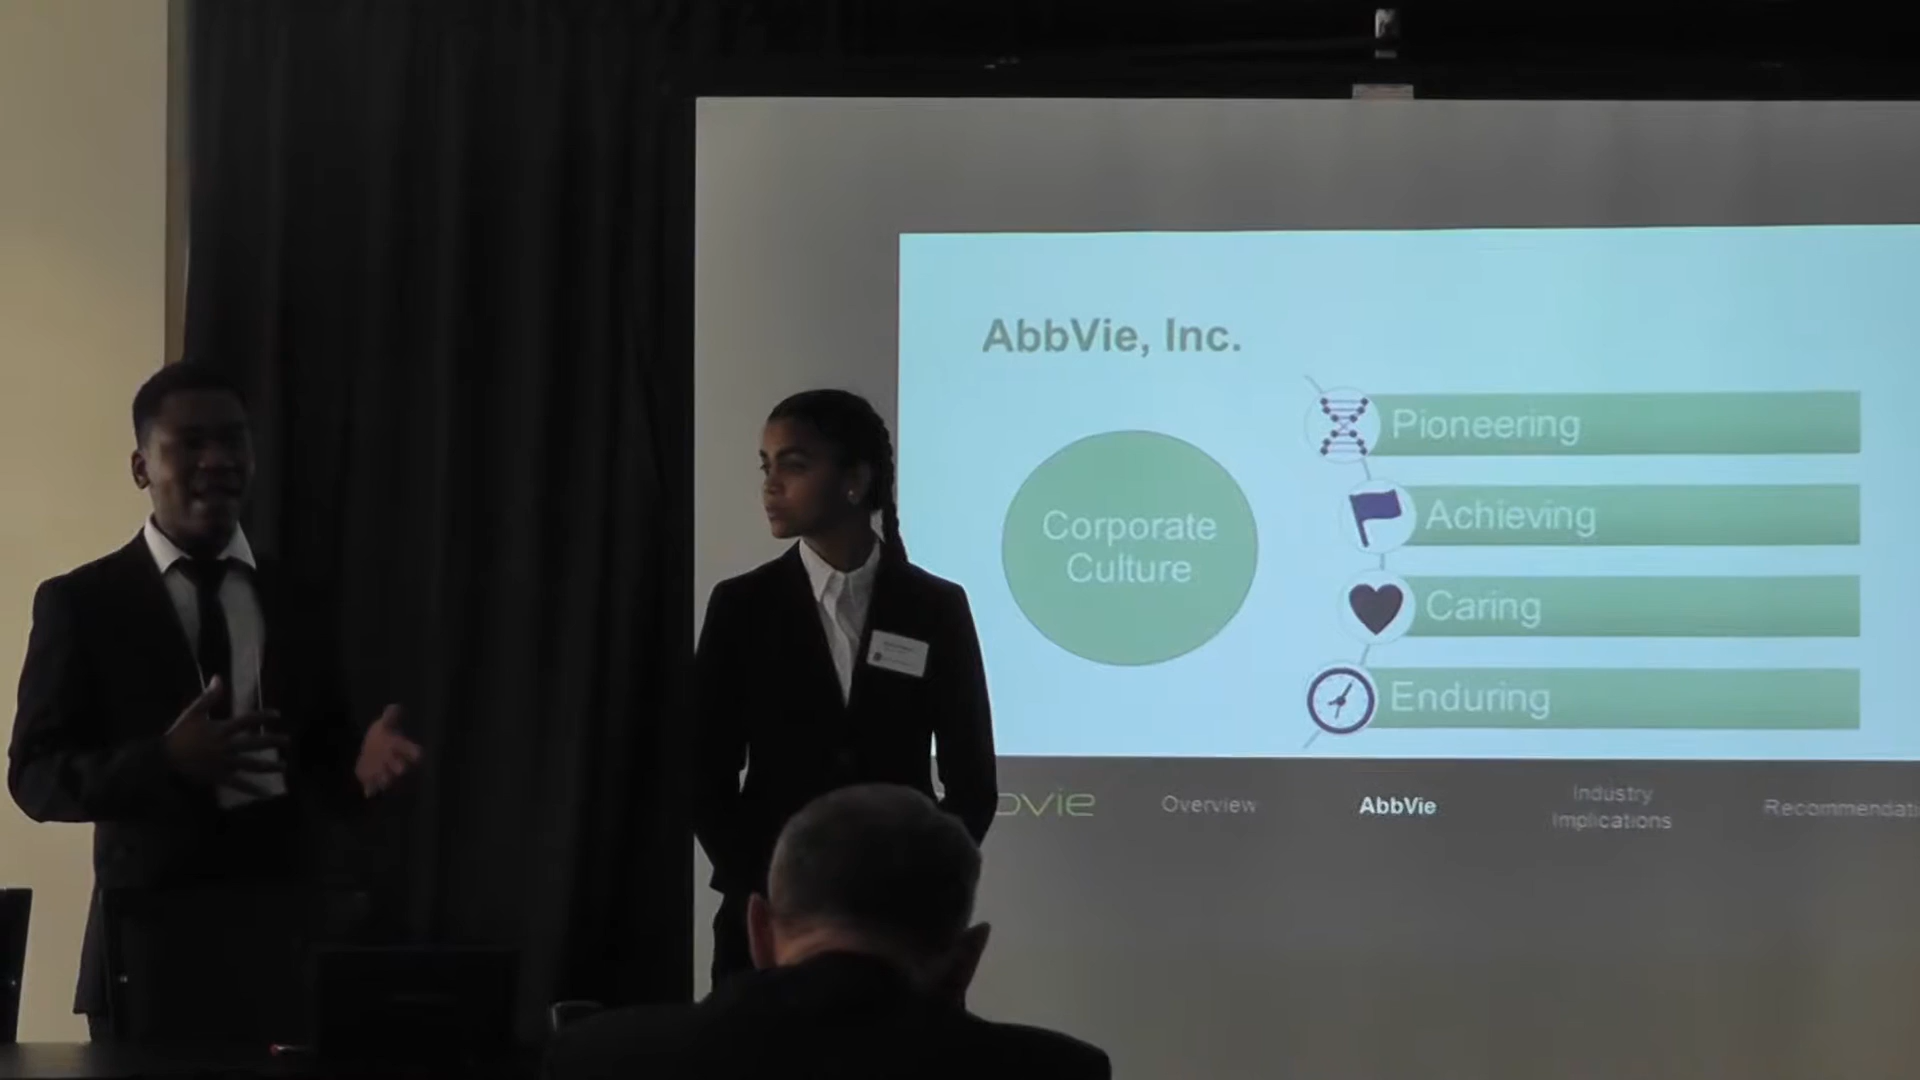 AbbVie, Inc.
Corporate
Culture
Pioneering
Achieving
Caring
Enduring
Overview
AbbVie
Industry
Implications